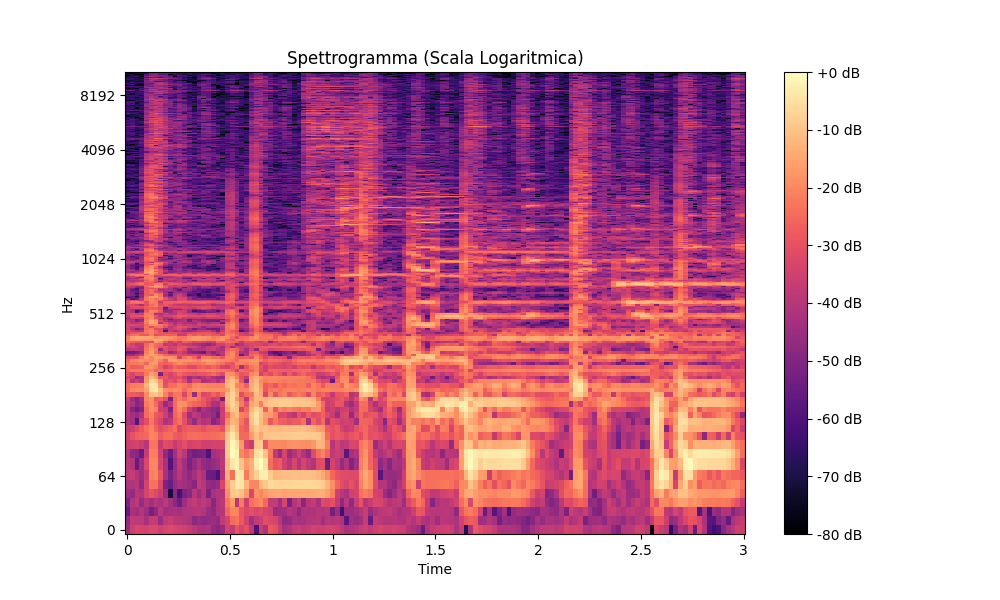 Spettrogramma (Scala Logaritmica)
8192
4096
2048
1024
512
256
128
64
0
Hz
0
0.5
1
1.5
2
2.5
3
Time
+0 dB
-10 dB
-20 dB
-30 dB
-40 dB
-50 dB
-60 dB
-70 dB
-80 dB